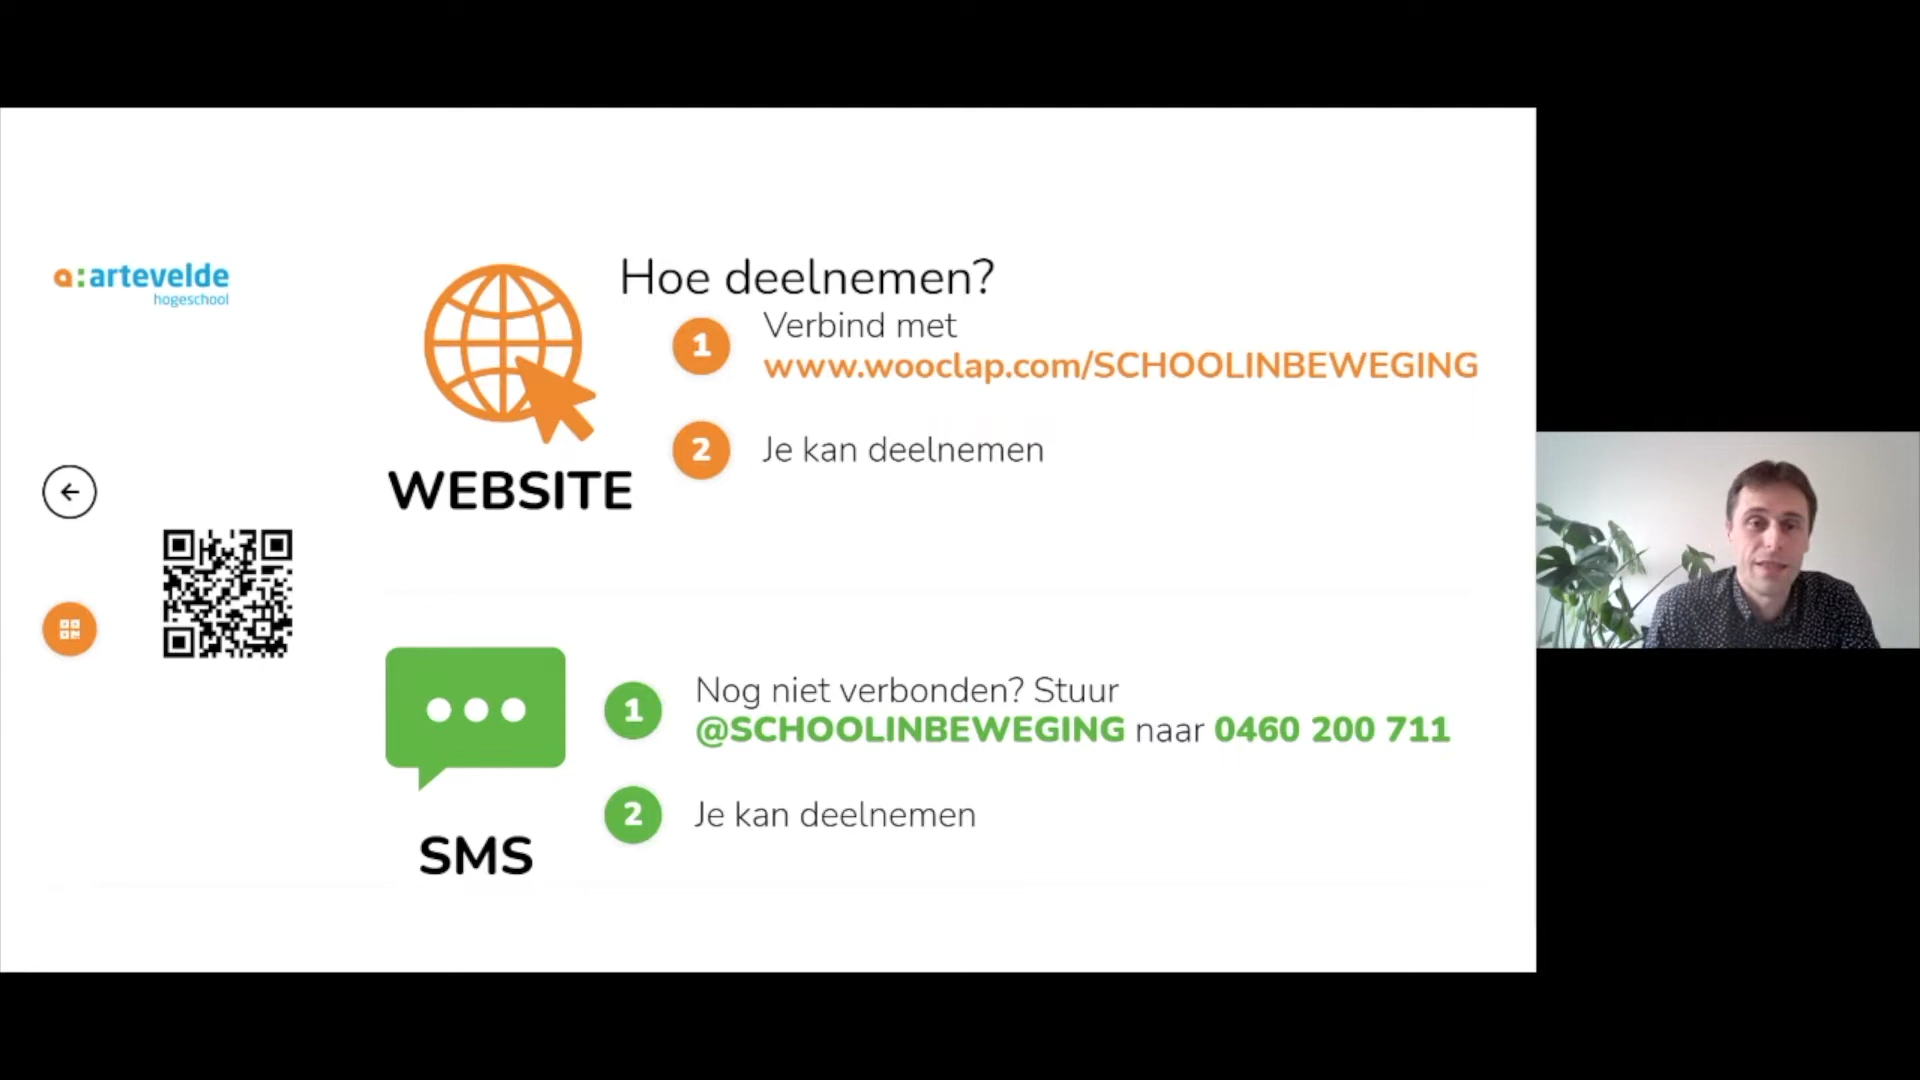 a:artevelde
hogeschool
Hoe deelnemen?
1
Verbind met
www.wooclap.com/SCHOOLINBEWEGING
2
Je kan deelnemen
WEBSITE
1
Nog niet verbonden? Stuur
@SCHOOLINBEWEGING naar 0460 200 711
2
Je kan deelnemen
SMS